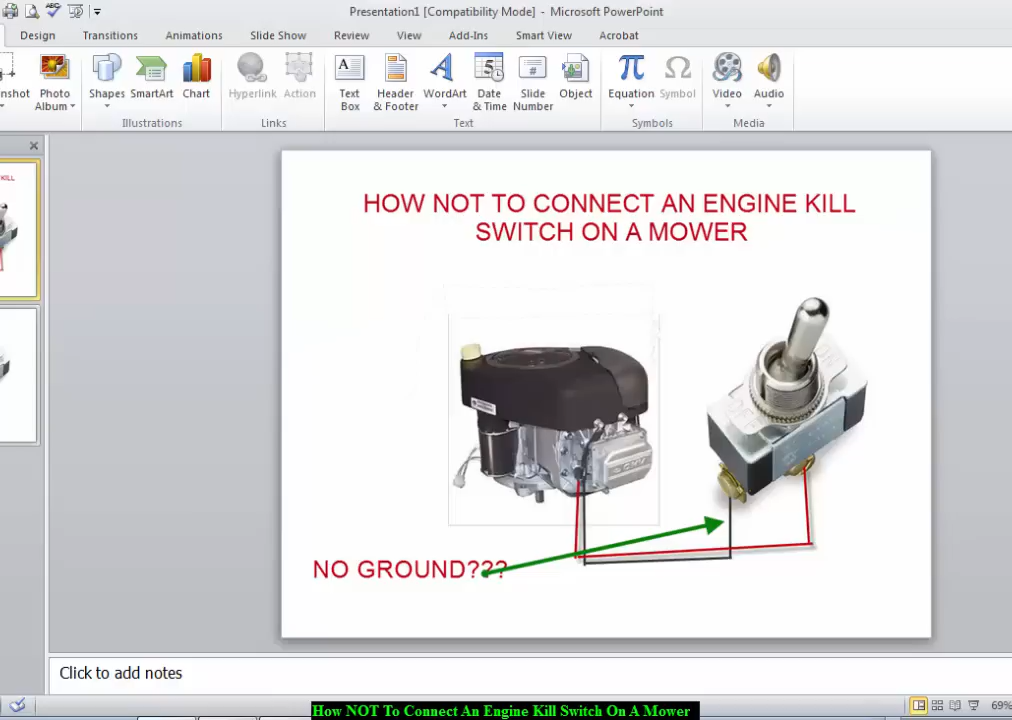 Presentation1 [Compatibility Mode] - Microsoft PowerPoint
Design Transitions Animations Slide Show Review View Add-Ins Smart View Acrobat
nshot Photo Album Shapes SmartArt Chart Hyperlink Action Text Box Header & Footer WordArt Date & Time Slide Number Object Equation Symbol Video Audio
Illustrations Links Text Symbols Media
HOW NOT TO CONNECT AN ENGINE KILL
SWITCH ON A MOWER
OFF
NO GROUND???
Click to add notes
69%
How NOT To Connect An Engine Kill Switch On A Mower